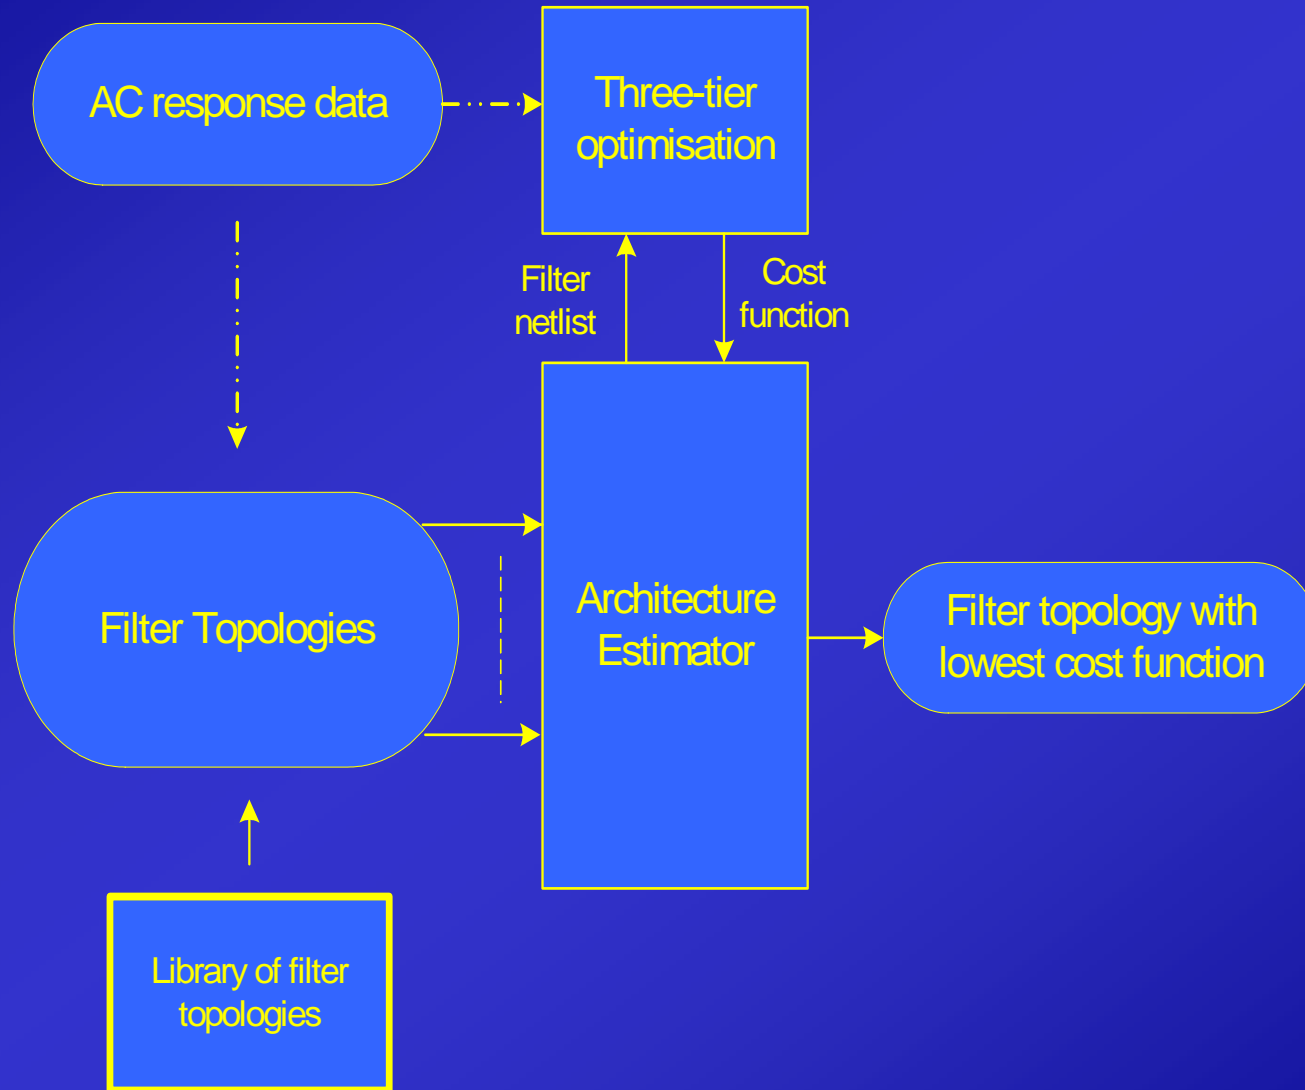 AC response data
Three-tier
optimisation
Filter
netlist
Cost
function
Filter Topologies
Architecture
Estimator
Filter topology with
lowest cost function
Library of filter
topologies